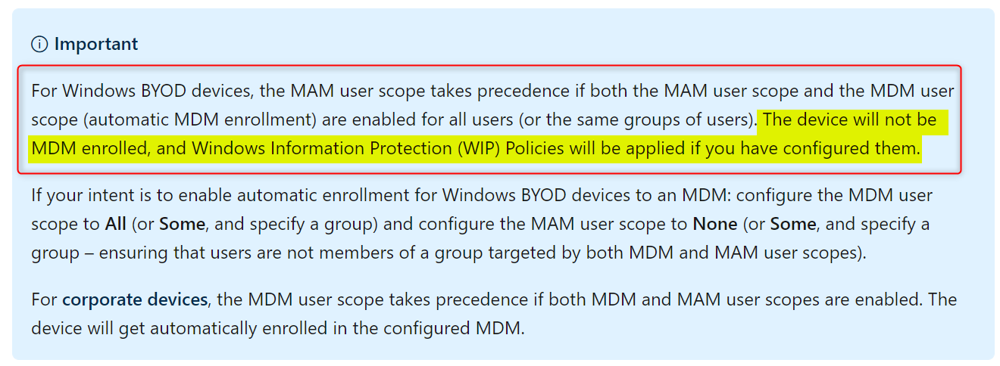 Important
For Windows BYOD devices, the MAM user scope takes precedence if both the MAM user scope and the MDM user
scope (automatic MDM enrollment) are enabled for all users (or the same groups of users). The device will not be
MDM enrolled, and Windows Information Protection (WIP) Policies will be applied if you have configured them.
If your intent is to enable automatic enrollment for Windows BYOD devices to an MDM: configure the MDM user
scope to All (or Some, and specify a group) and configure the MAM user scope to None (or Some, and specify a
group – ensuring that users are not members of a group targeted by both MDM and MAM user scopes).
For corporate devices, the MDM user scope takes precedence if both MDM and MAM user scopes are enabled. The
device will get automatically enrolled in the configured MDM.